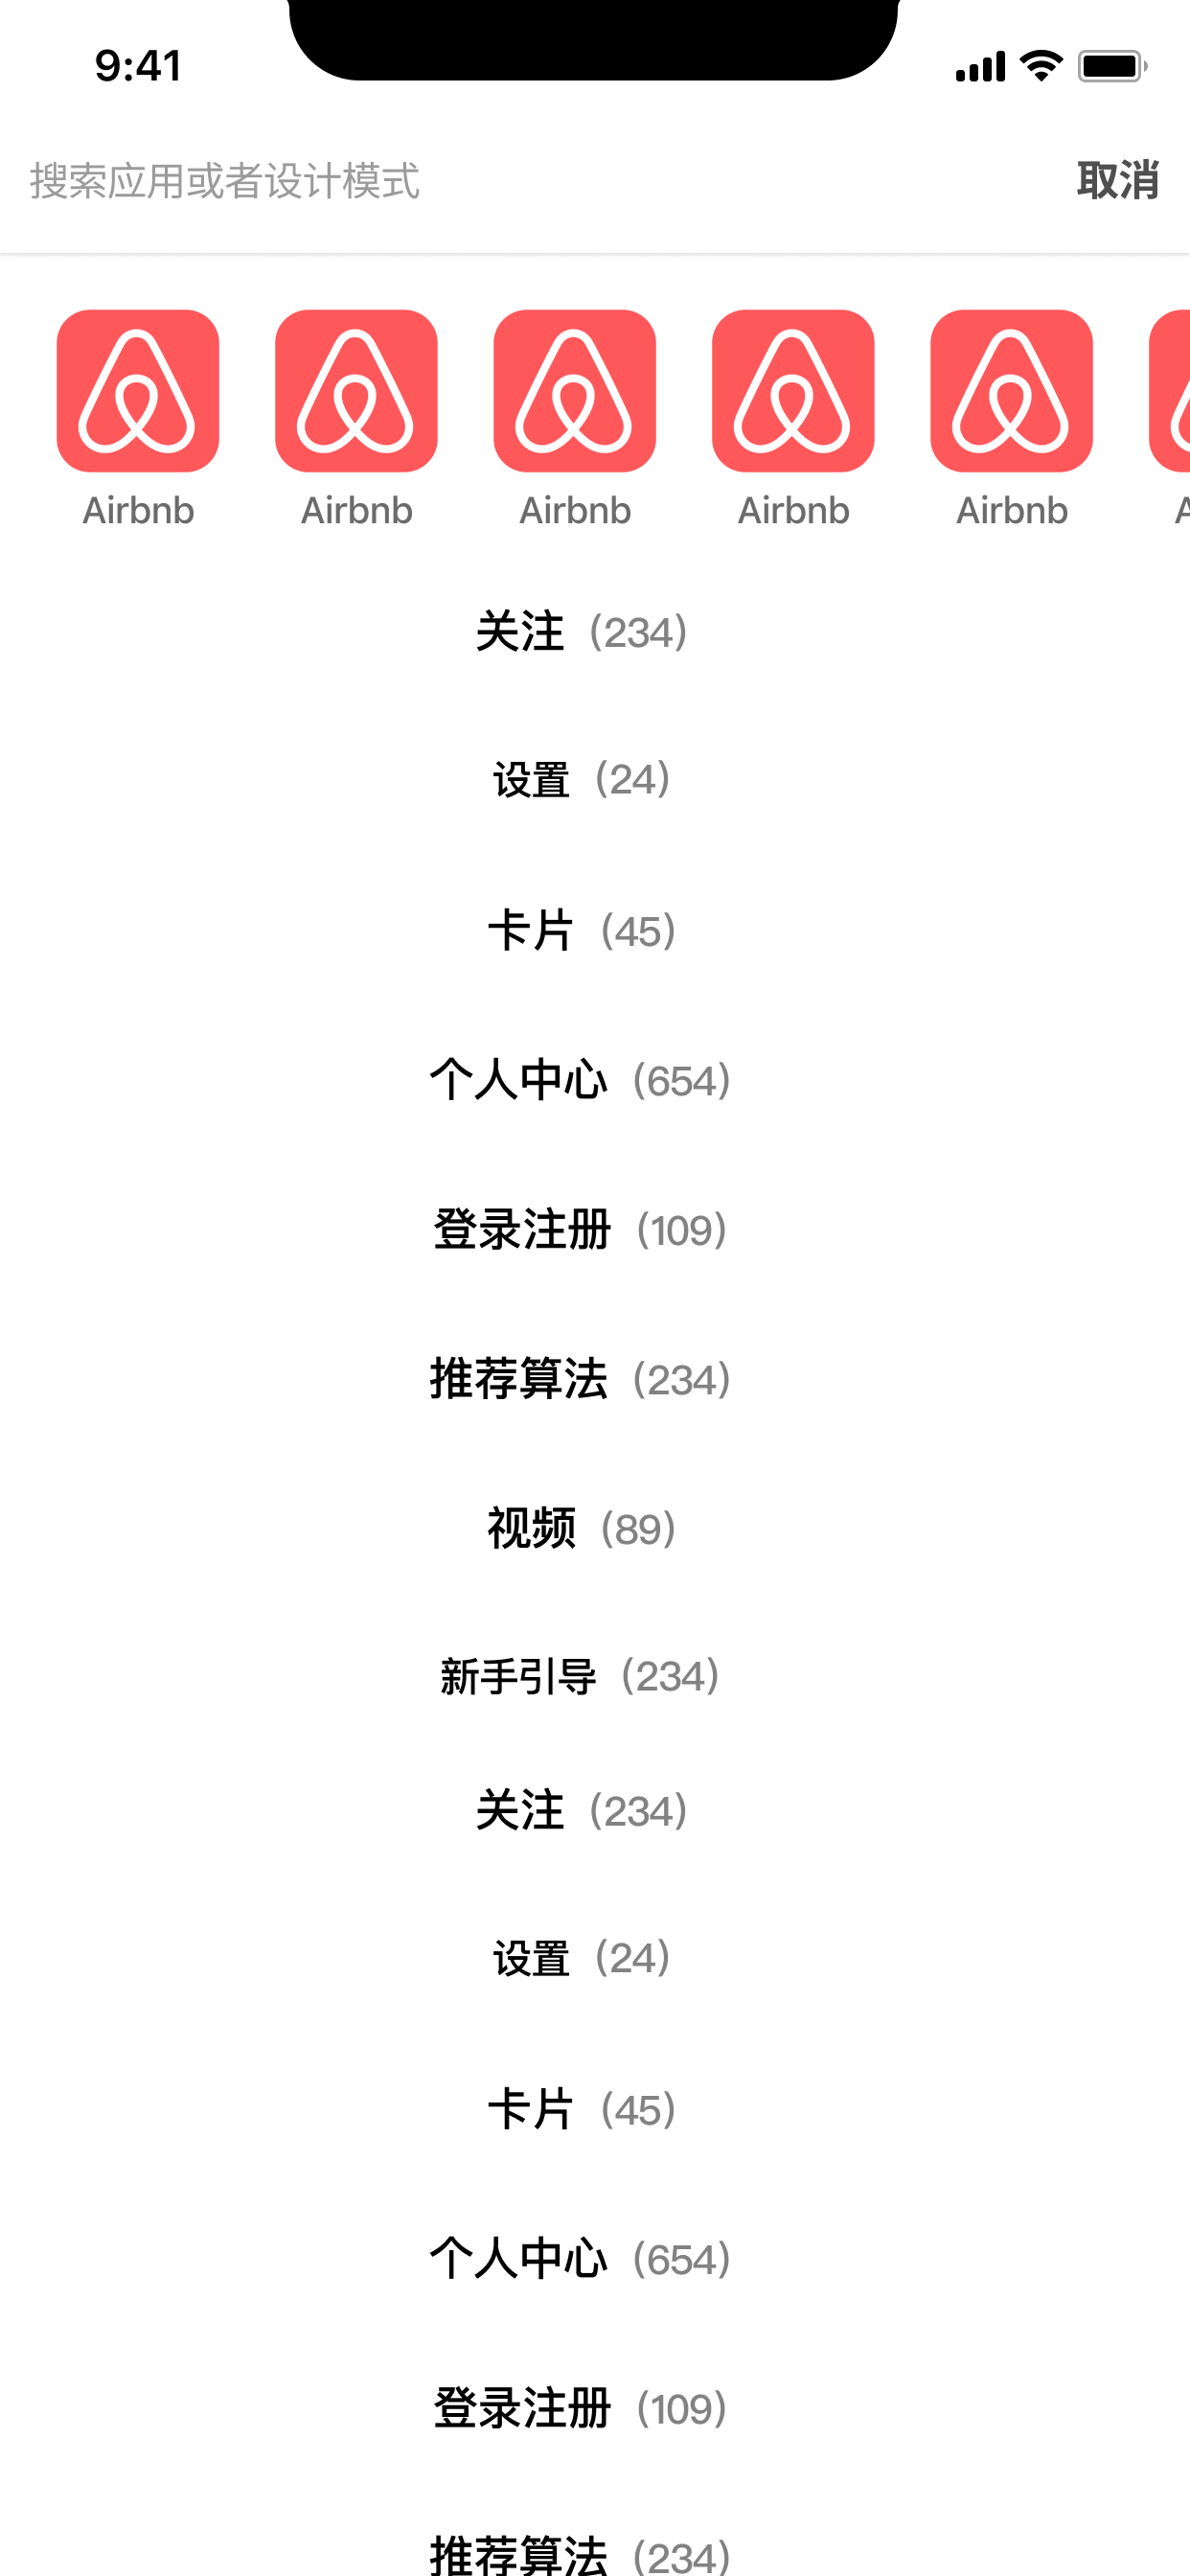 9:41
搜索应用或者设计模式 取消
Airbnb Airbnb Airbnb Airbnb Airbnb A
关注 (234)
设置 (24)
卡片 (45)
个人中心 (654)
登录注册 (109)
推荐算法 (234)
视频 (89)
新手引导 (234)
关注 (234)
设置 (24)
卡片 (45)
个人中心 (654)
登录注册 (109)
推荐算法 (234)